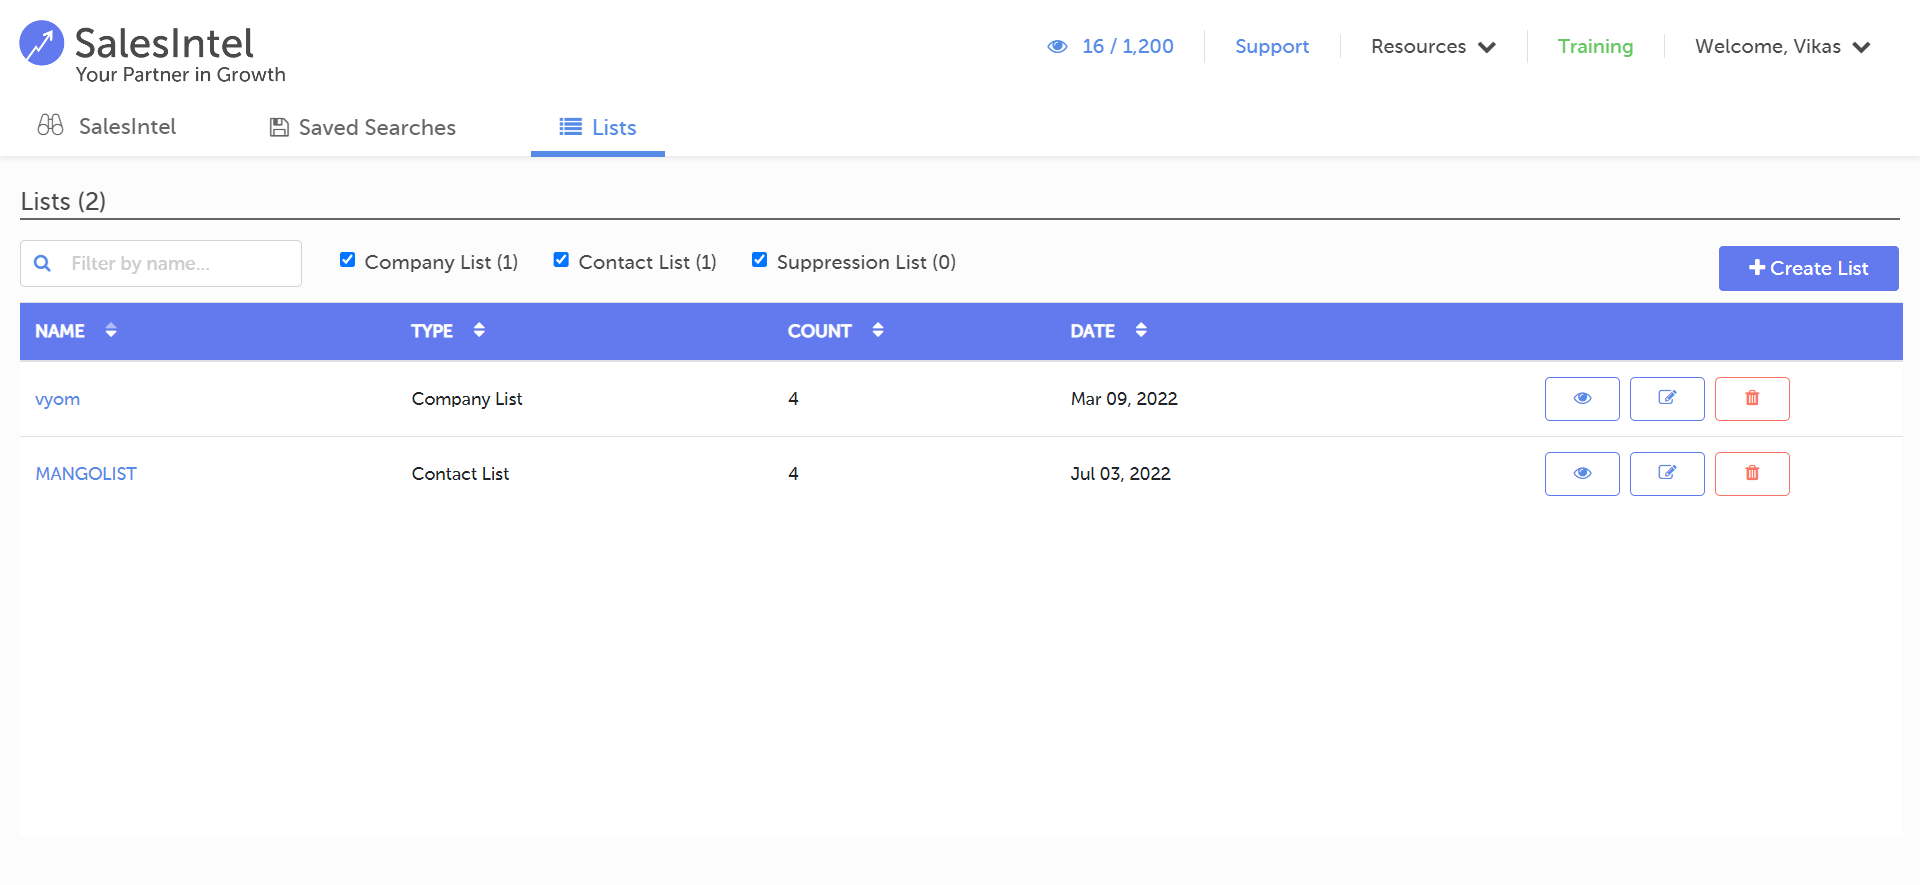 SalesIntel
Your Partner in Growth
16 / 1,200
Support
Resources
Training
Welcome, Vikas
SalesIntel
Saved Searches
Lists
Lists (2)
Filter by name...
Company List (1)
Contact List (1)
Suppression List (0)
Create List
NAME TYPE COUNT DATE
vyom Company List 4 Mar 09, 2022
MANGOLIST Contact List 4 Jul 03, 2022